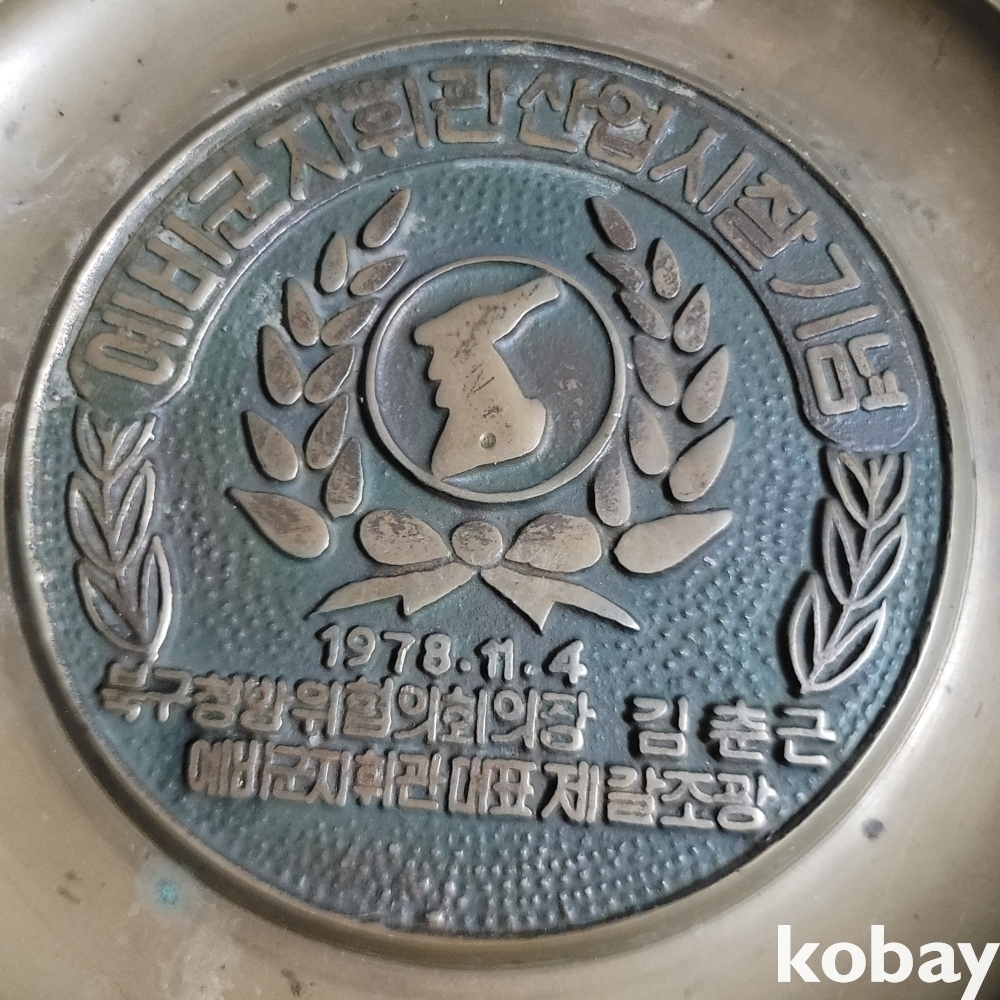 예비군지휘관산업시찰기념
1978.11.4
북구청방위협의회의장 김춘근
예비군지휘관대표제갈조광
kobay